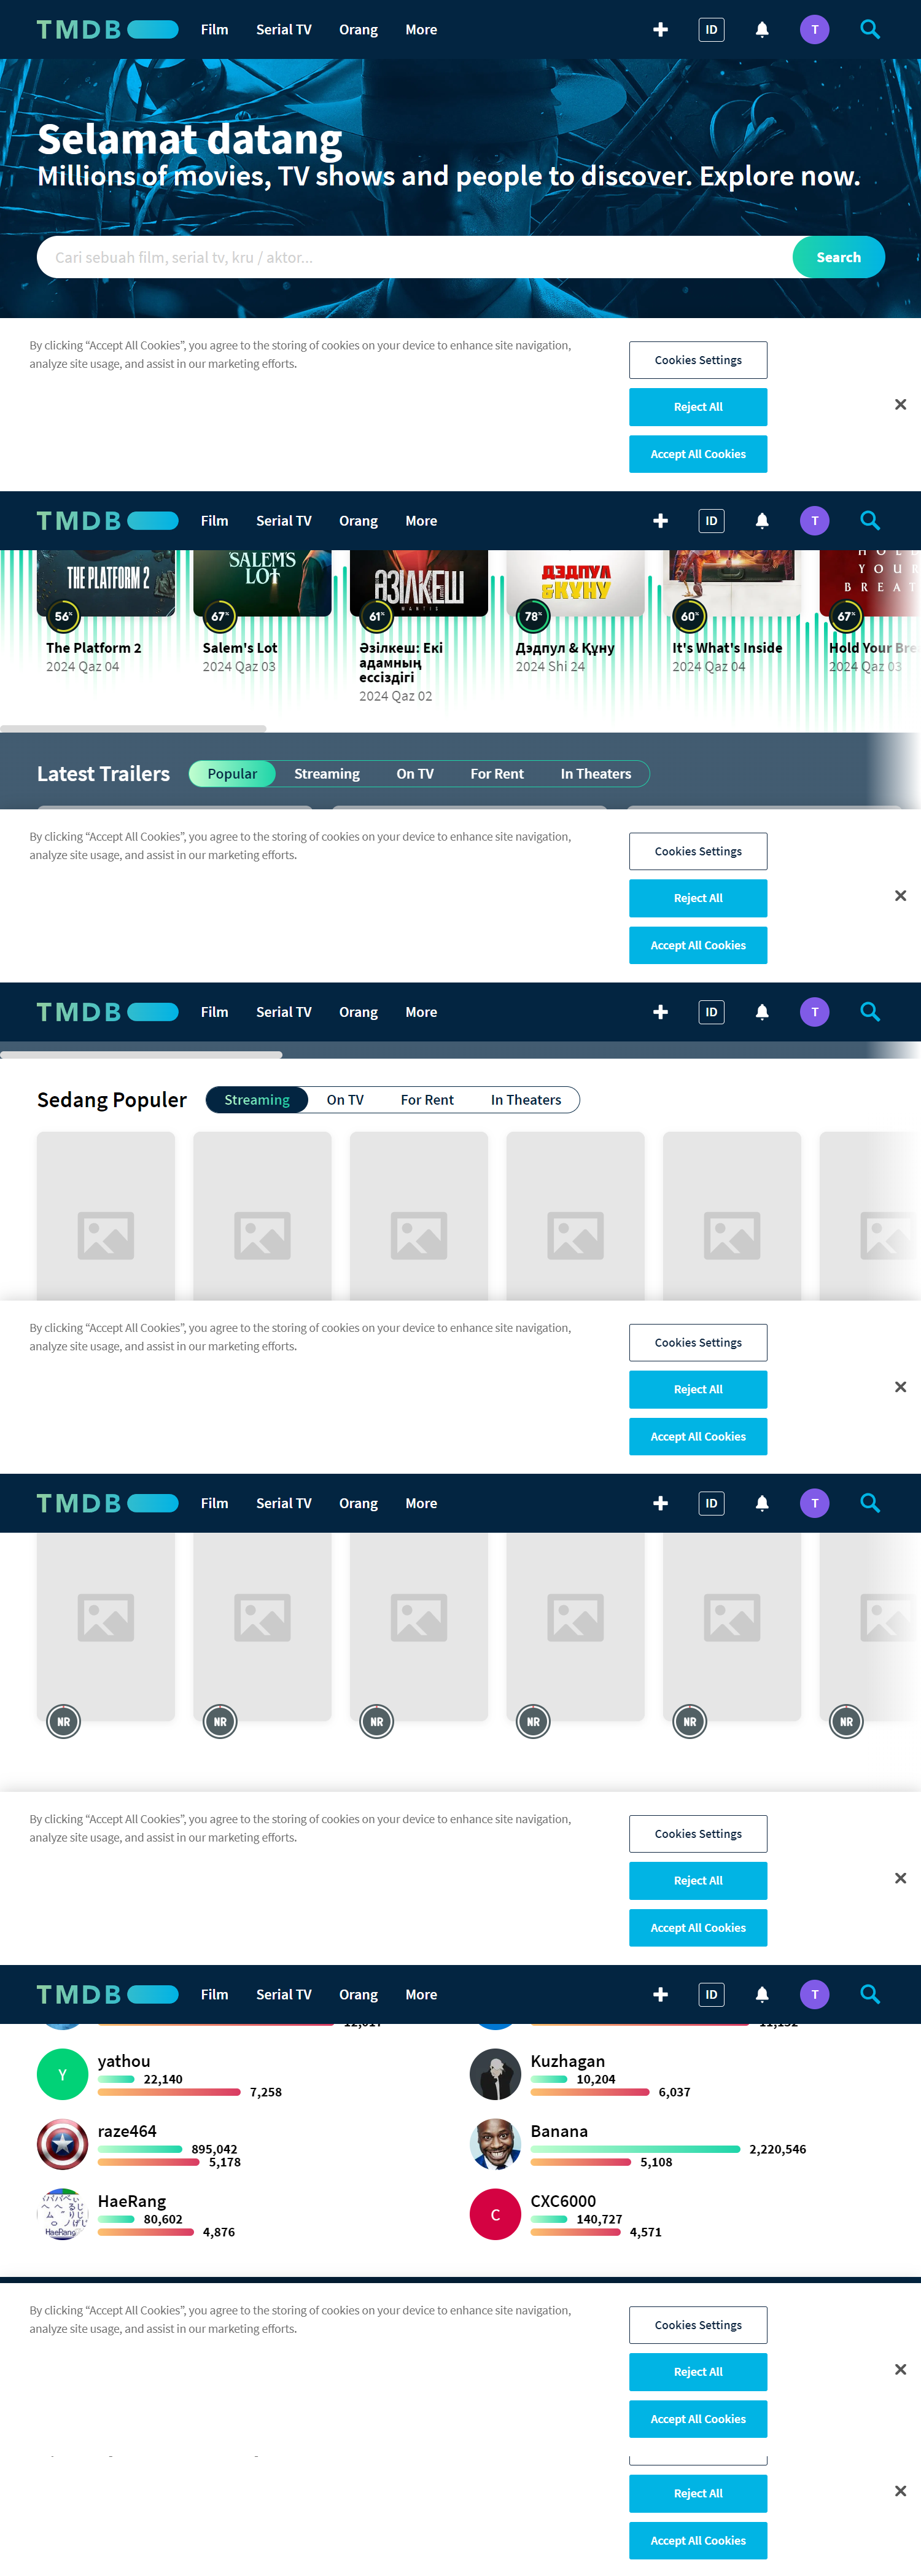 TMDB
Film Serial TV Orang More
ID
T
Selamat datang
Millions of movies, TV shows and people to discover. Explore now.
Cari sebuah film, serial tv, kru / aktor...
Search
By clicking “Accept All Cookies”, you agree to the storing of cookies on your device to enhance site navigation,
analyze site usage, and assist in our marketing efforts.
Cookies Settings
Reject All
Accept All Cookies
TMDB
Film Serial TV Orang More
ID
T
THE PLATFORM 2
SALEM'S LOT
ӘЗІЛКЕШ
MANTIS
ДЭДПУЛ
&ҚҰНУ
YOUR
BREAT
56%
67%
61%
78%
60%
67%
The Platform 2
2024 Qaz 04
Salem's Lot
2024 Qaz 03
Әзілкеш: Екі
адамның
ессіздігі
2024 Qaz 02
Дэдпул & Құну
2024 Shi 24
It's What's Inside
2024 Qaz 04
Hold Your Bre
2024 Qaz 03
Latest Trailers
Popular Streaming On TV For Rent In Theaters
By clicking “Accept All Cookies”, you agree to the storing of cookies on your device to enhance site navigation,
analyze site usage, and assist in our marketing efforts.
Cookies Settings
Reject All
Accept All Cookies
TMDB
Film Serial TV Orang More
ID
T
Sedang Populer
Streaming On TV For Rent In Theaters
By clicking “Accept All Cookies”, you agree to the storing of cookies on your device to enhance site navigation,
analyze site usage, and assist in our marketing efforts.
Cookies Settings
Reject All
Accept All Cookies
TMDB
Film Serial TV Orang More
ID
T
NR NR NR NR NR NR
By clicking “Accept All Cookies”, you agree to the storing of cookies on your device to enhance site navigation,
analyze site usage, and assist in our marketing efforts.
Cookies Settings
Reject All
Accept All Cookies
TMDB
Film Serial TV Orang More
ID
T
Y
yathou
22,140
7,258
Kuzhagan
10,204
6,037
raze464
895,042
5,178
Banana
2,220,546
5,108
HaeRang
HaeRang
80,602
4,876
C
CXC6000
140,727
4,571
By clicking “Accept All Cookies”, you agree to the storing of cookies on your device to enhance site navigation,
analyze site usage, and assist in our marketing efforts.
Cookies Settings
Reject All
Accept All Cookies
Reject All
Accept All Cookies